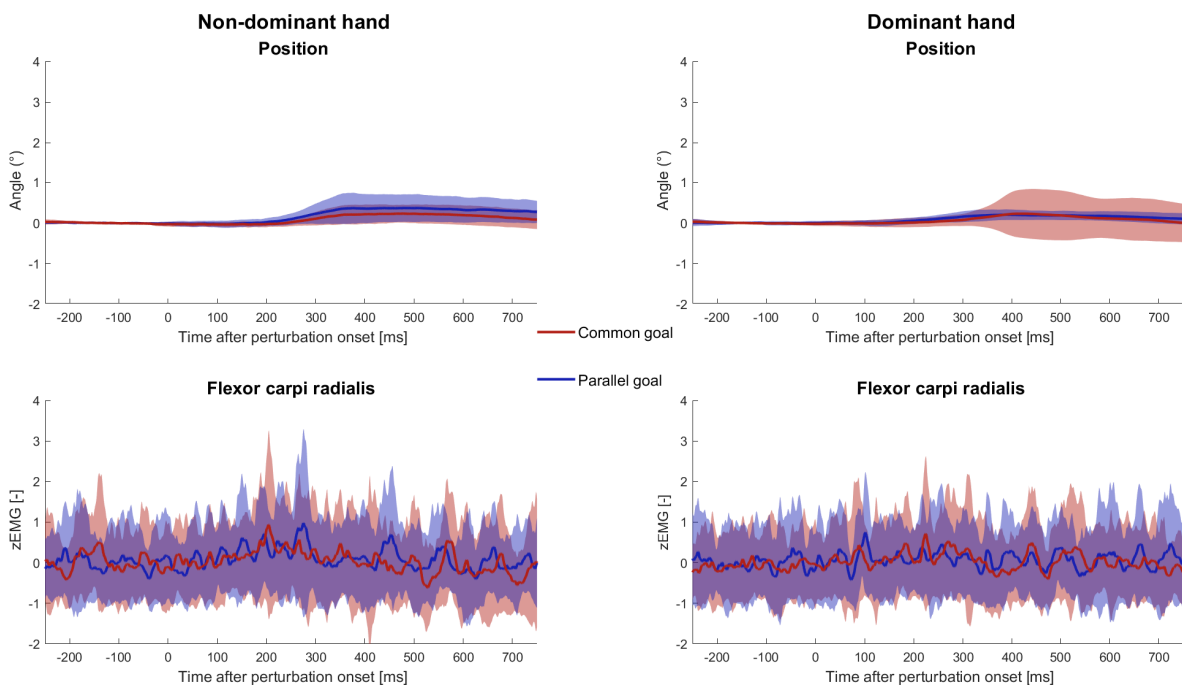 Non-dominant hand
Position
4
3
2
1
0
-1
-2
Angle (°)
-200 -100 0 100 200 300 400 500 600 700
Time after perturbation onset [ms]
Dominant hand
Position
4
3
2
1
0
-1
-2
Angle (°)
-200 -100 0 100 200 300 400 500 600 700
Time after perturbation onset [ms]
Common goal
Parallel goal
Flexor carpi radialis
4
3
2
1
0
-1
-2
zEMG [-]
-200 -100 0 100 200 300 400 500 600 700
Time after perturbation onset [ms]
Flexor carpi radialis
4
3
2
1
0
-1
-2
zEMG [-]
-200 -100 0 100 200 300 400 500 600 700
Time after perturbation onset [ms]